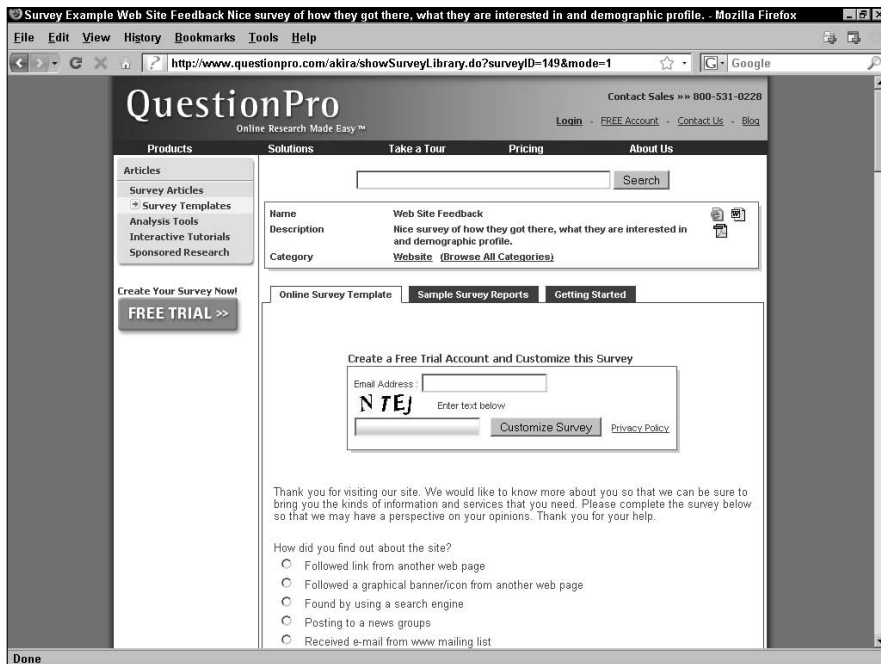 Survey Example Web Site Feedback Nice survey of how they got there, what they are interested in and demographic profile. - Mozilla Firefox
File Edit View History Bookmarks Tools Help
http://www.questionpro.com/akira/showSurveyLibrary.do?surveyID=149&mode=1
G Google
QuestionPro
Online Research Made Easy™
Contact Sales »» 800-531-0228
Login - FREE Account - Contact Us - Blog
Products Solutions Take a Tour Pricing About Us
Articles
Survey Articles
Survey Templates
Analysis Tools
Interactive Tutorials
Sponsored Research
Create Your Survey Now!
FREE TRIAL >>
Search
Name Web Site Feedback
Description Nice survey of how they got there, what they are interested in
and demographic profile.
Category Website (Browse All Categories)
Online Survey Template Sample Survey Reports Getting Started
Create a Free Trial Account and Customize this Survey
Email Address :
N TEJ Enter text below
Customize Survey Privacy Policy
Thank you for visiting our site. We would like to know more about you so that we can be sure to
bring you the kinds of information and services that you need. Please complete the survey below
so that we may have a perspective on your opinions. Thank you for your help.
How did you find out about the site?
Followed link from another web page
Followed a graphical banner/icon from another web page
Found by using a search engine
Posting to a news groups
Received e-mail from www mailing list
Done